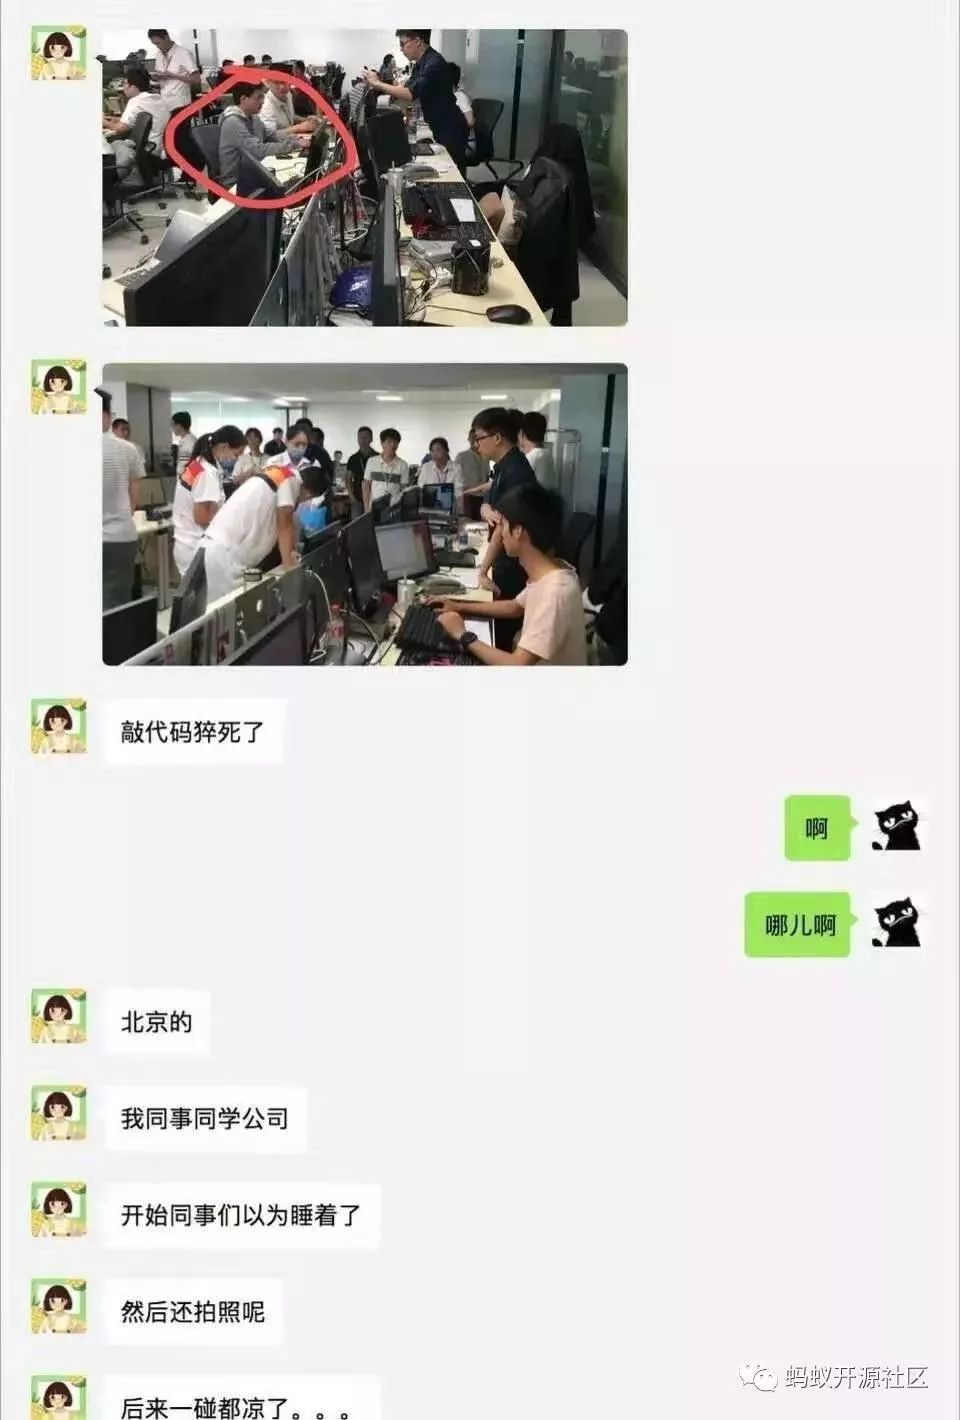 敲代码猝死了
啊
哪儿啊
北京的
我同事同学公司
开始同事们以为睡着了
然后还拍照呢
后来一碰都凉了。。。
蚂蚁开源社区